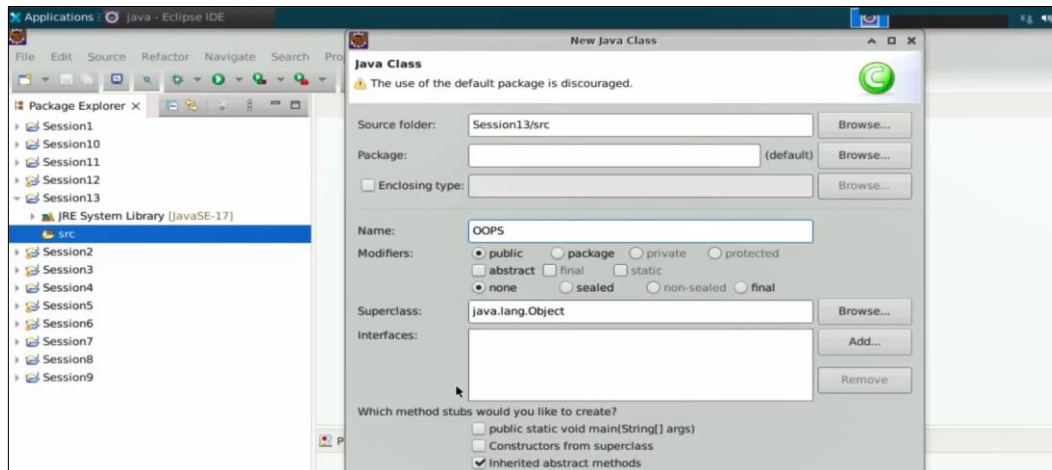 Applications : java - Eclipse IDE
New Java Class
File Edit Source Refactor Navigate Search
Java Class
The use of the default package is discouraged.
Package Explorer
Session1
Session10
Session11
Session12
Session13
JRE System Library [JavaSE-17]
src
Session2
Session3
Session4
Session5
Session6
Session7
Session8
Session9
Source folder: Session13/src Browse...
Package: (default) Browse...
Enclosing type: Browse...
Name: OOPS
Modifiers: public package private protected
abstract final static
none sealed non-sealed final
Superclass: java.lang.Object Browse...
Interfaces: Add...
Remove
Which method stubs would you like to create?
public static void main(String[] args)
Constructors from superclass
Inherited abstract methods